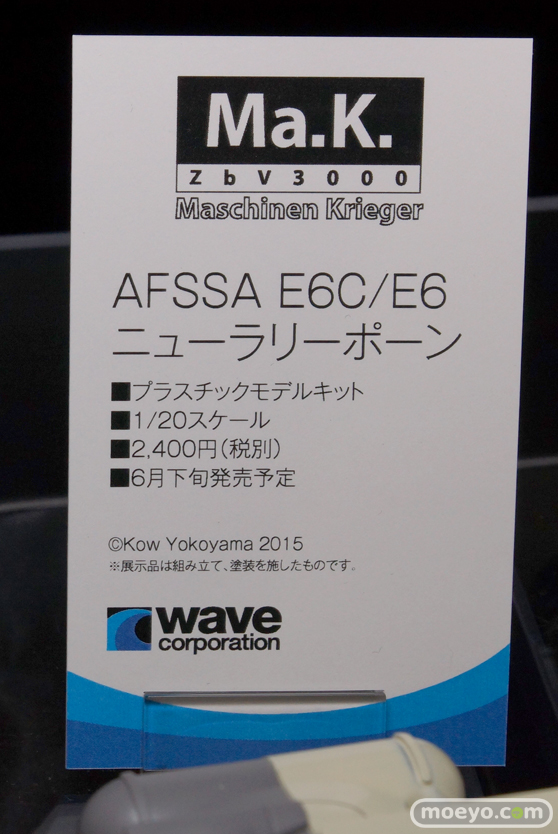 Ma.K.
ZbV3000
Maschinen Krieger
AFSSA E6C/E6
ニューラリーポーン
■プラスチックモデルキット
■1/20スケール
■2,400円(税別)
■6月下旬発売予定
©Kow Yokoyama 2015
※展示品は組み立て、塗装を施したものです。
wave
corporation
moeyo.com